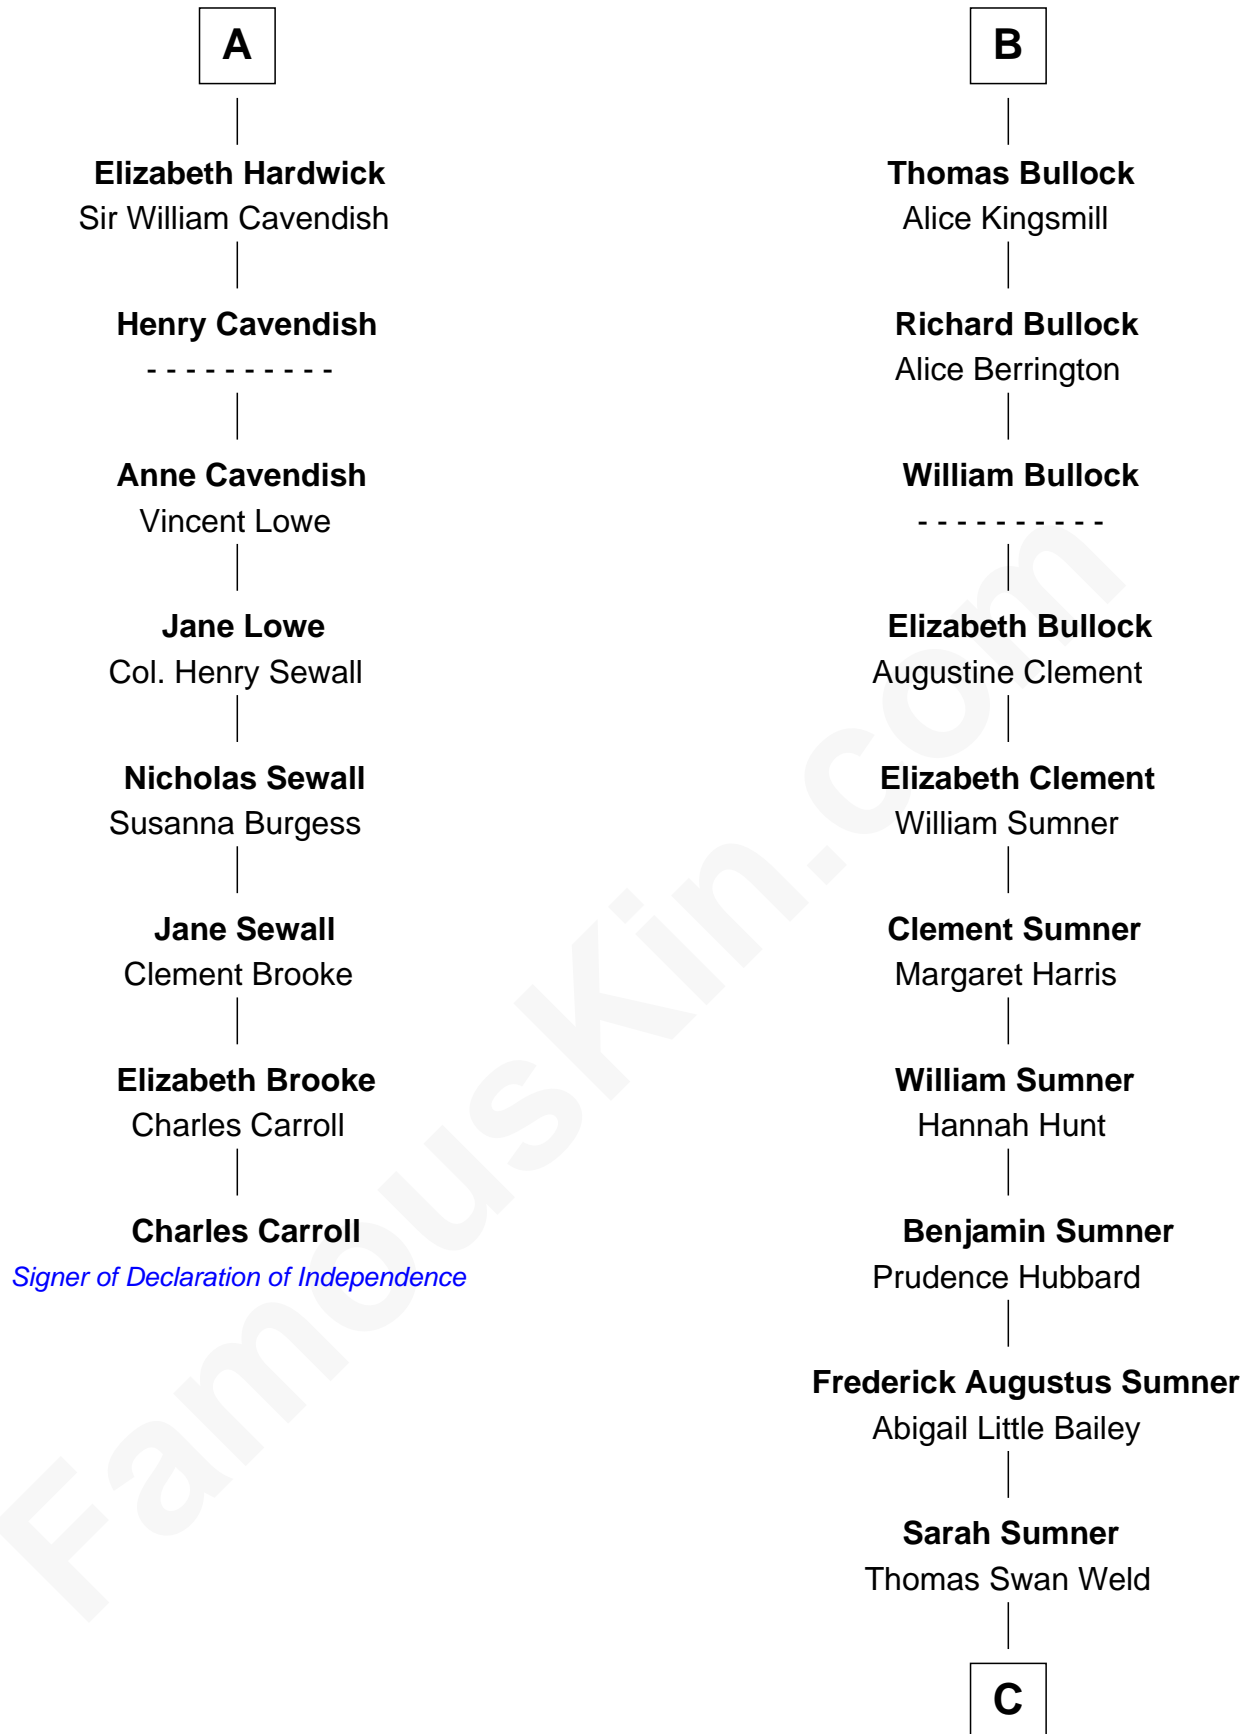 A
Elizabeth Hardwick
Sir William Cavendish
Henry Cavendish
- - - - - - - - - -
Anne Cavendish
Vincent Lowe
Jane Lowe
Col. Henry Sewall
Nicholas Sewall
Susanna Burgess
Jane Sewall
Clement Brooke
Elizabeth Brooke
Charles Carroll
Charles Carroll
Signer of Declaration of Independence
B
Thomas Bullock
Alice Kingsmill
Richard Bullock
Alice Berrington
William Bullock
- - - - - - - - - -
Elizabeth Bullock
Augustine Clement
Elizabeth Clement
William Sumner
Clement Sumner
Margaret Harris
William Sumner
Hannah Hunt
Benjamin Sumner
Prudence Hubbard
Frederick Augustus Sumner
Abigail Little Bailey
Sarah Sumner
Thomas Swan Weld
C
FamousKin.com